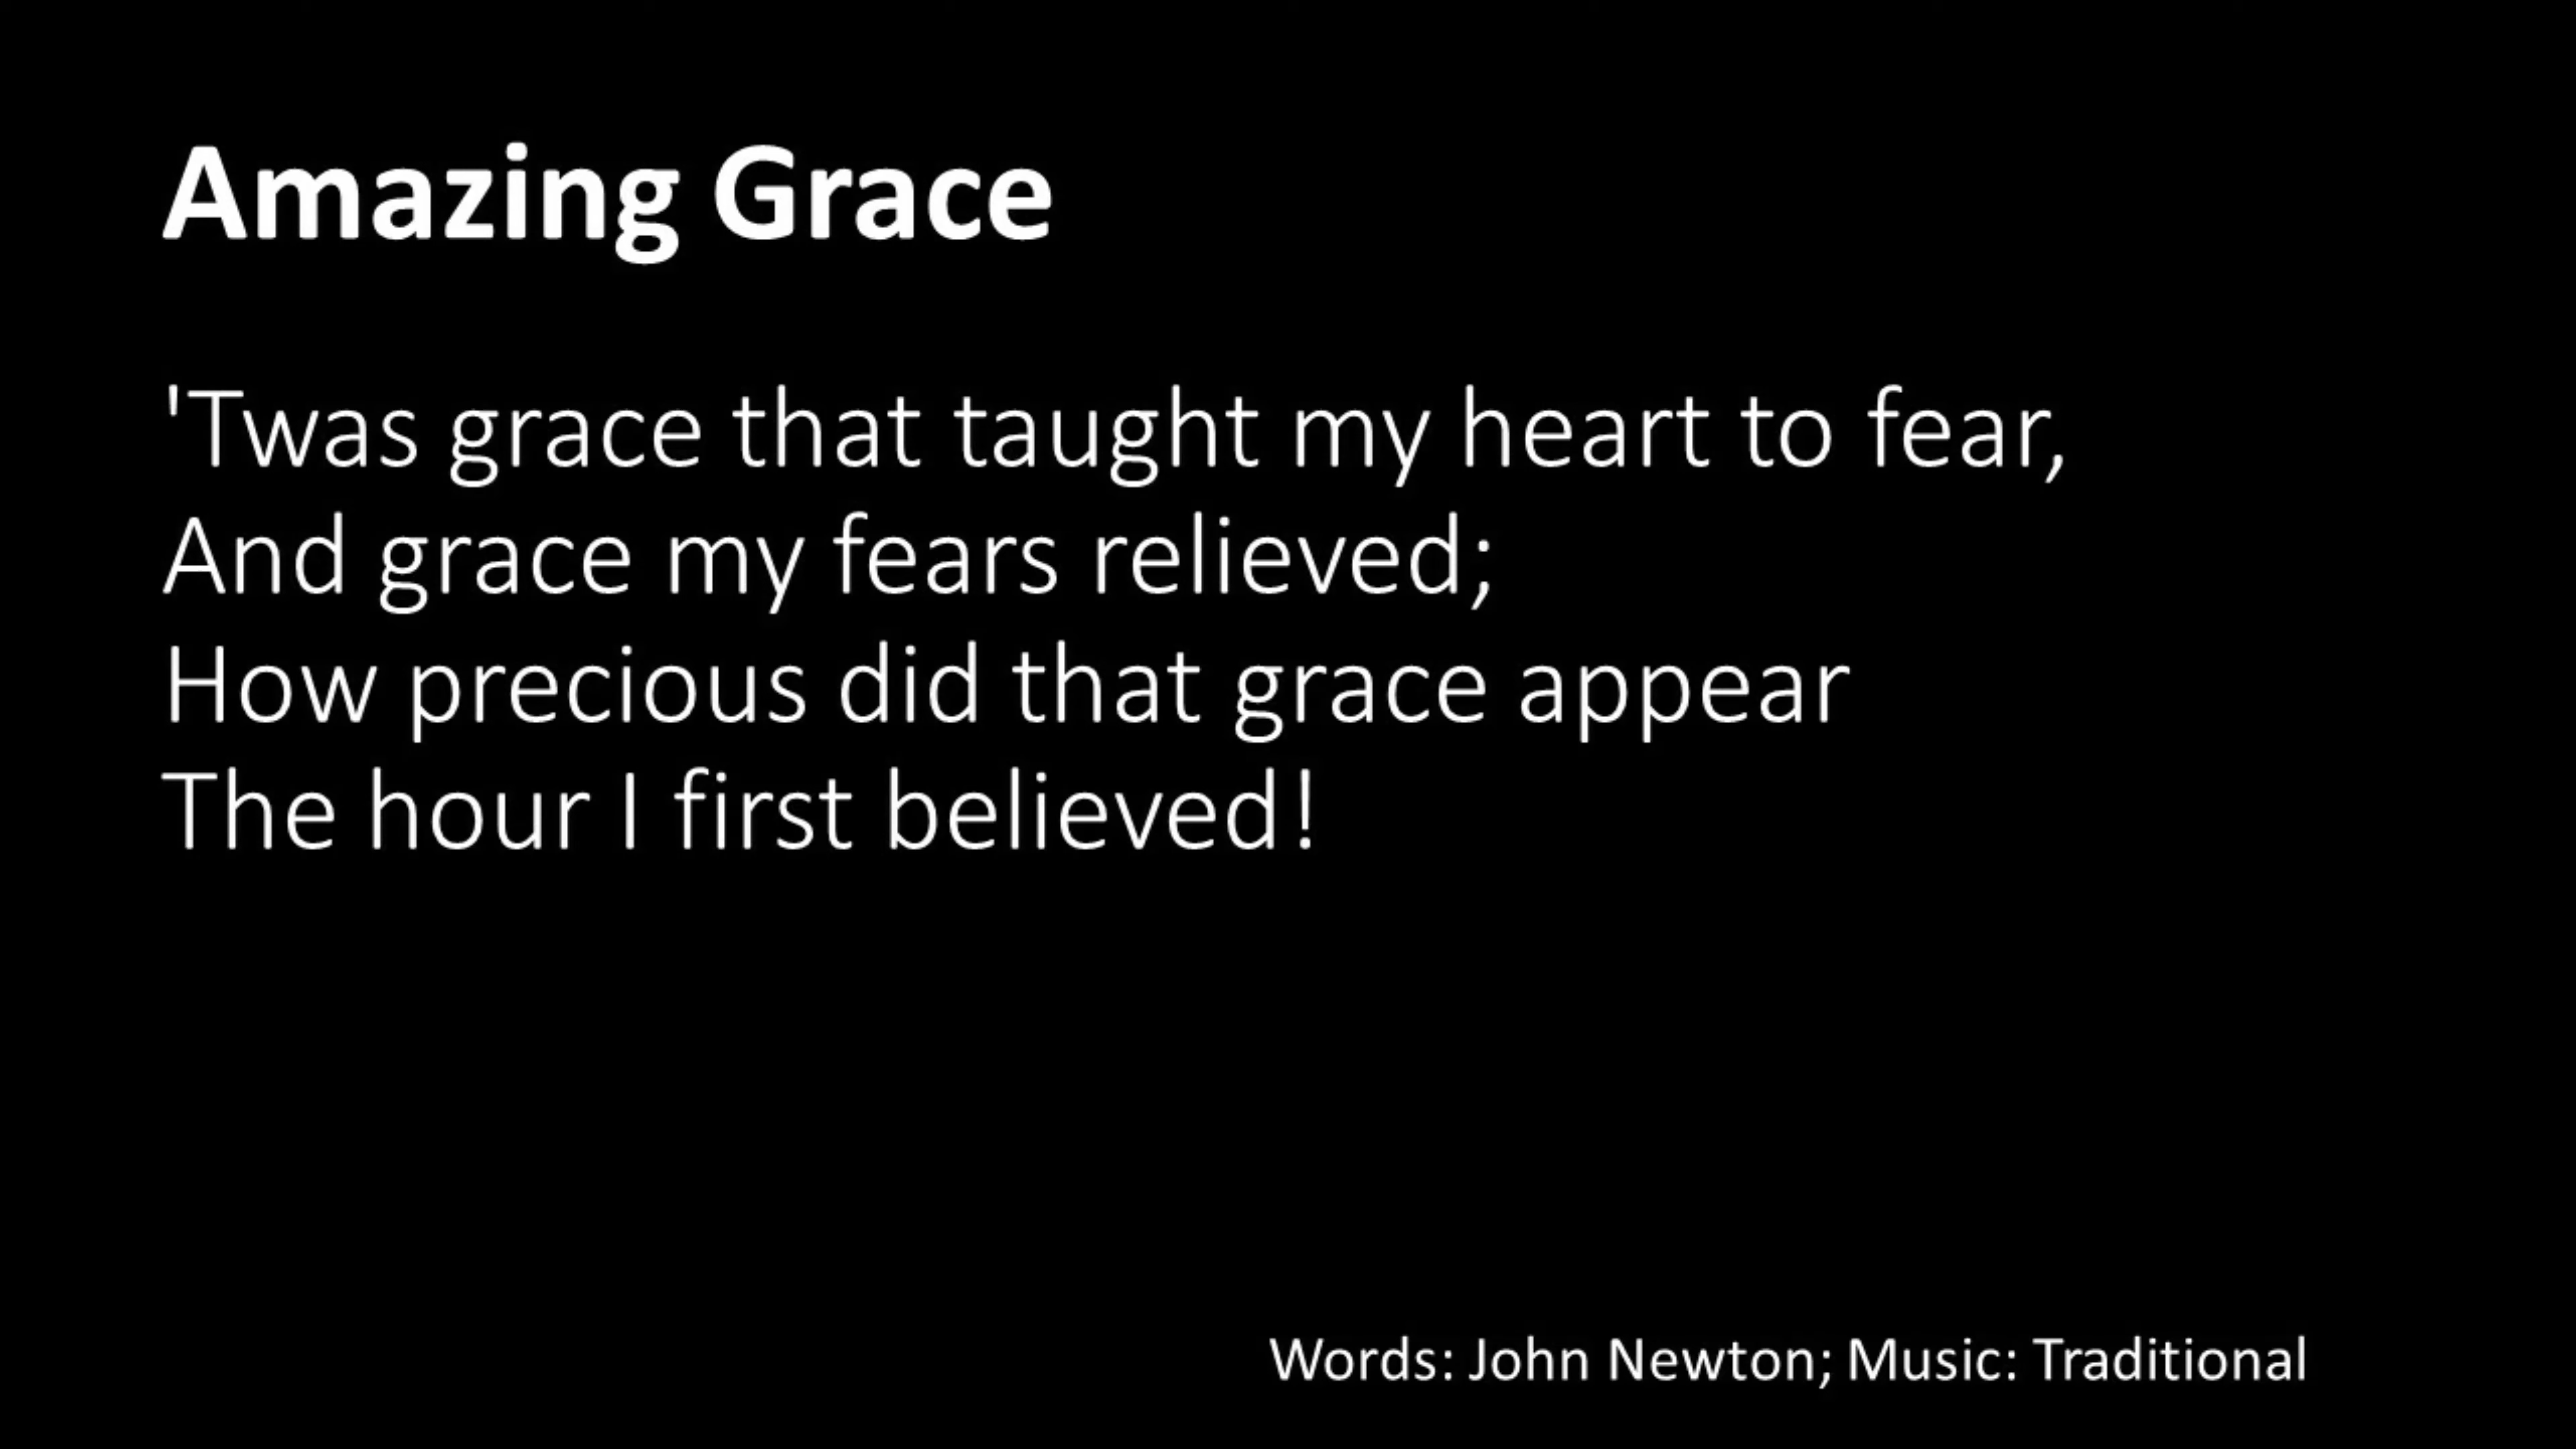 Amazing Grace
'Twas grace that taught my heart to fear,
And grace my fears relieved;
How precious did that grace appear
The hour I first believed!
Words: John Newton; Music: Traditional